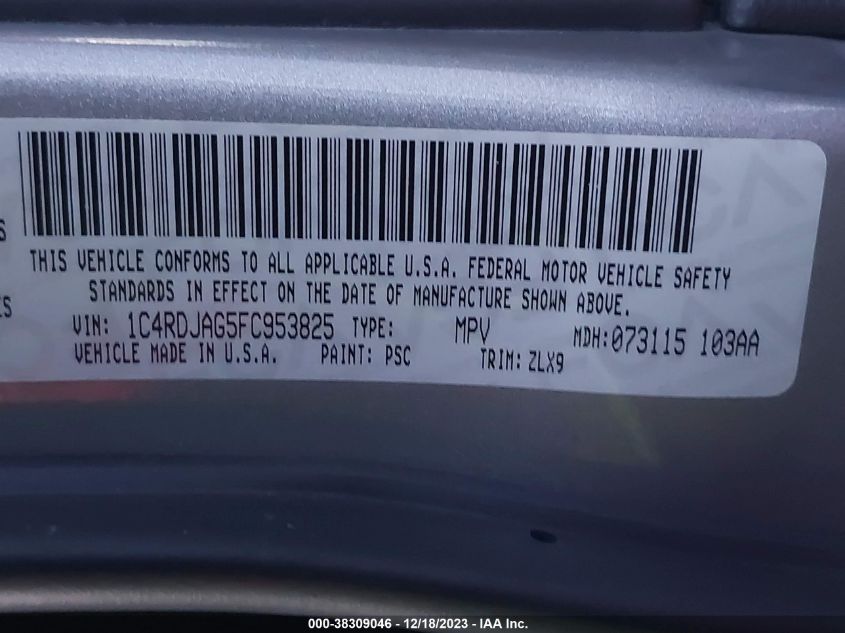 S
THIS VEHICLE CONFORMS TO ALL APPLICABLE U.S.A. FEDERAL MOTOR VEHICLE SAFETY
ES
STANDARDS IN EFFECT ON THE DATE OF MANUFACTURE SHOWN ABOVE.
VIN: 1C4RDJAG5FC953825 TYPE: MPV MDH:073115 103AA
VEHICLE MADE IN U.S.A. PAINT: PSC TRIM: ZLX9
000-38309046 - 12/18/2023 - IAA Inc.